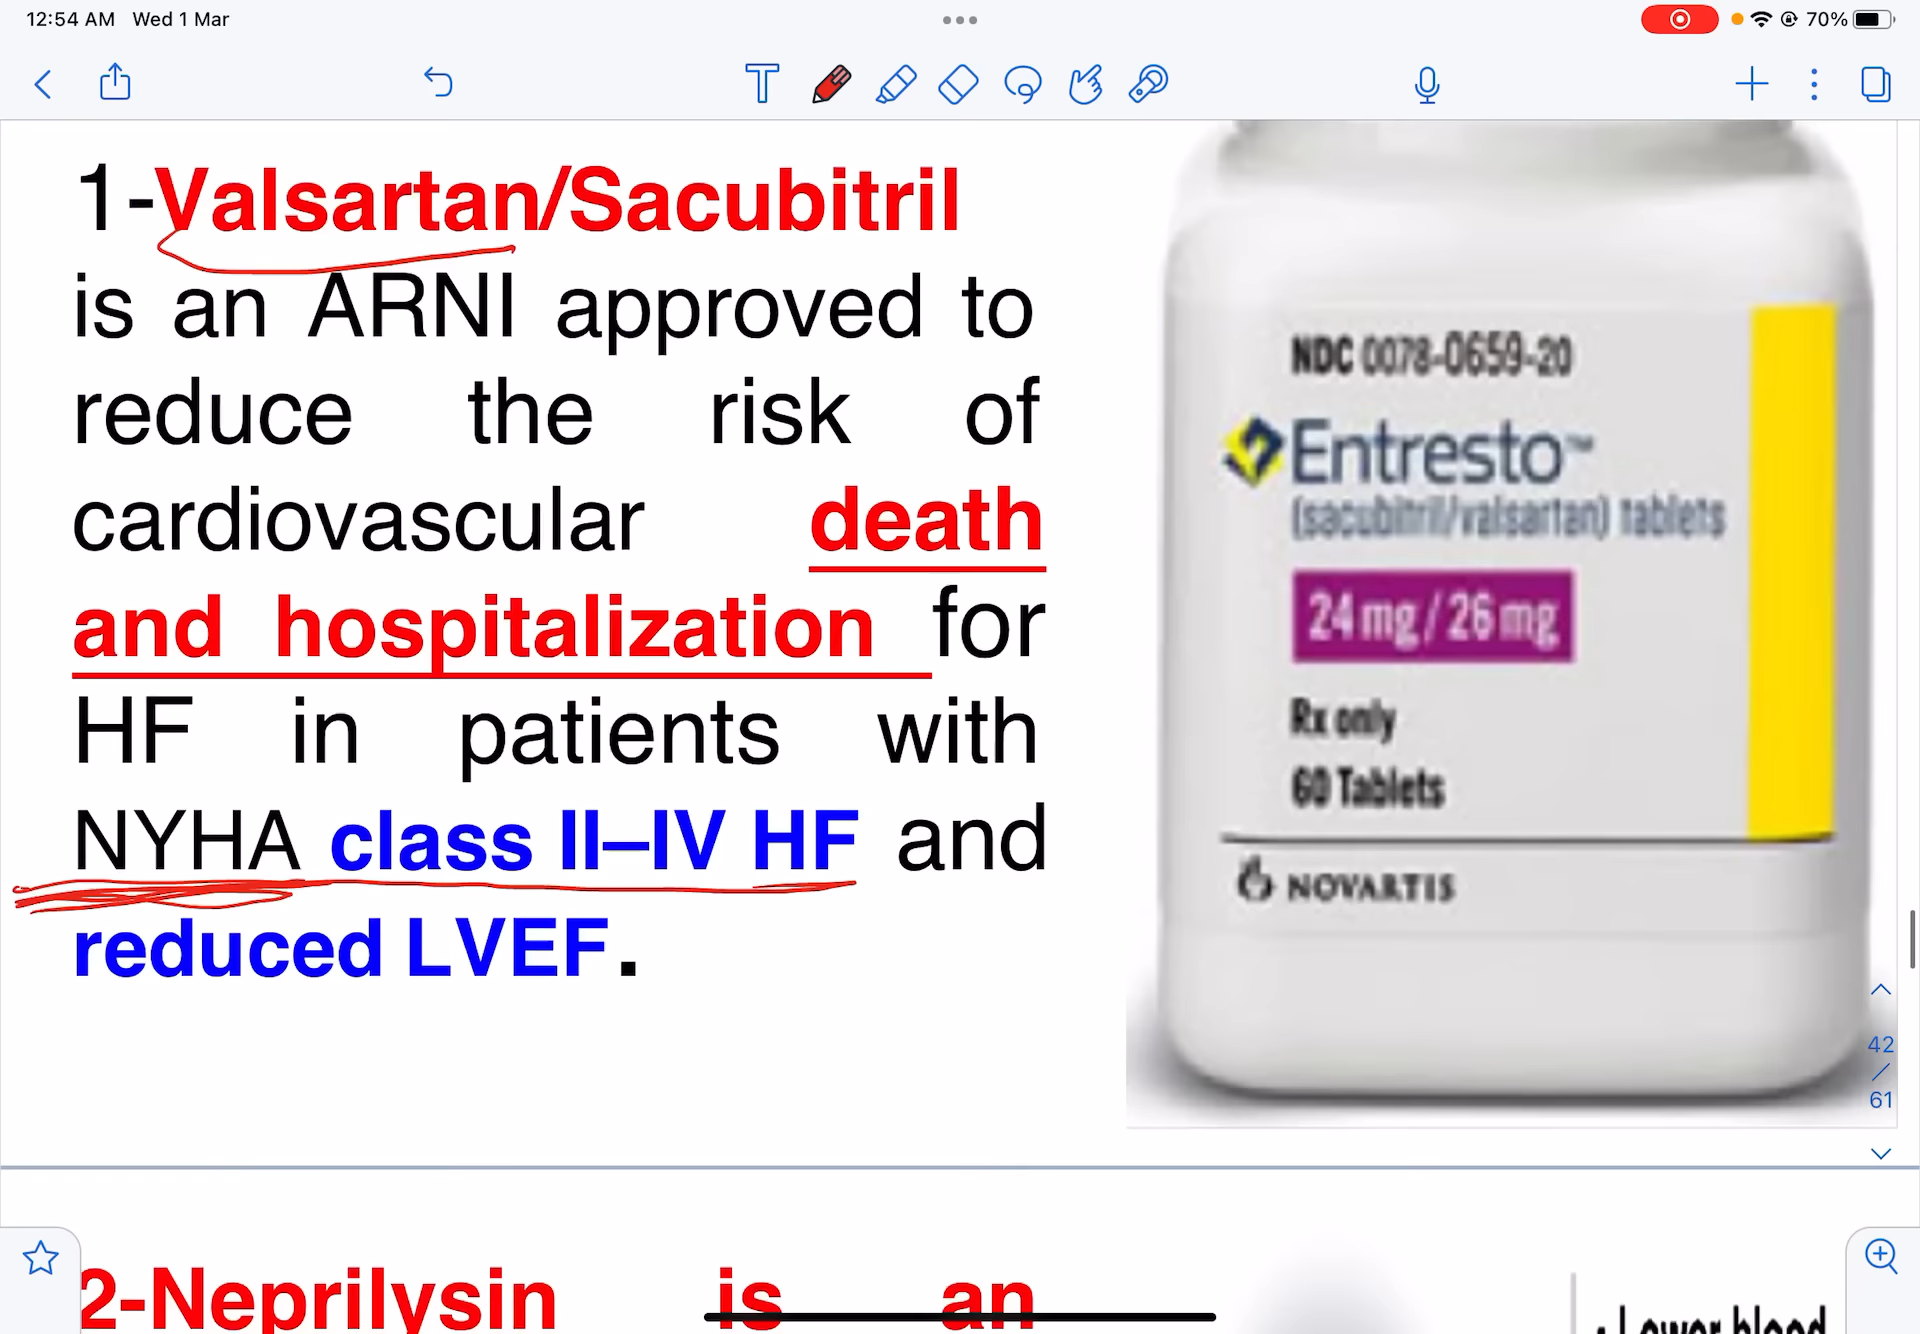 12:54 AM Wed 1 Mar
70%
1-Valsartan/Sacubitril
is an ARNI approved to
reduce the risk of
cardiovascular death
and hospitalization for
HF in patients with
NYHA class II–IV HF and
reduced LVEF.
NDC 0078-0659-20
Entresto™
(sacubitril/valsartan) tablets
24 mg / 26 mg
Rx only
60 Tablets
NOVARTIS
42
/
61
2-Neprilysin is an
• Lower blood